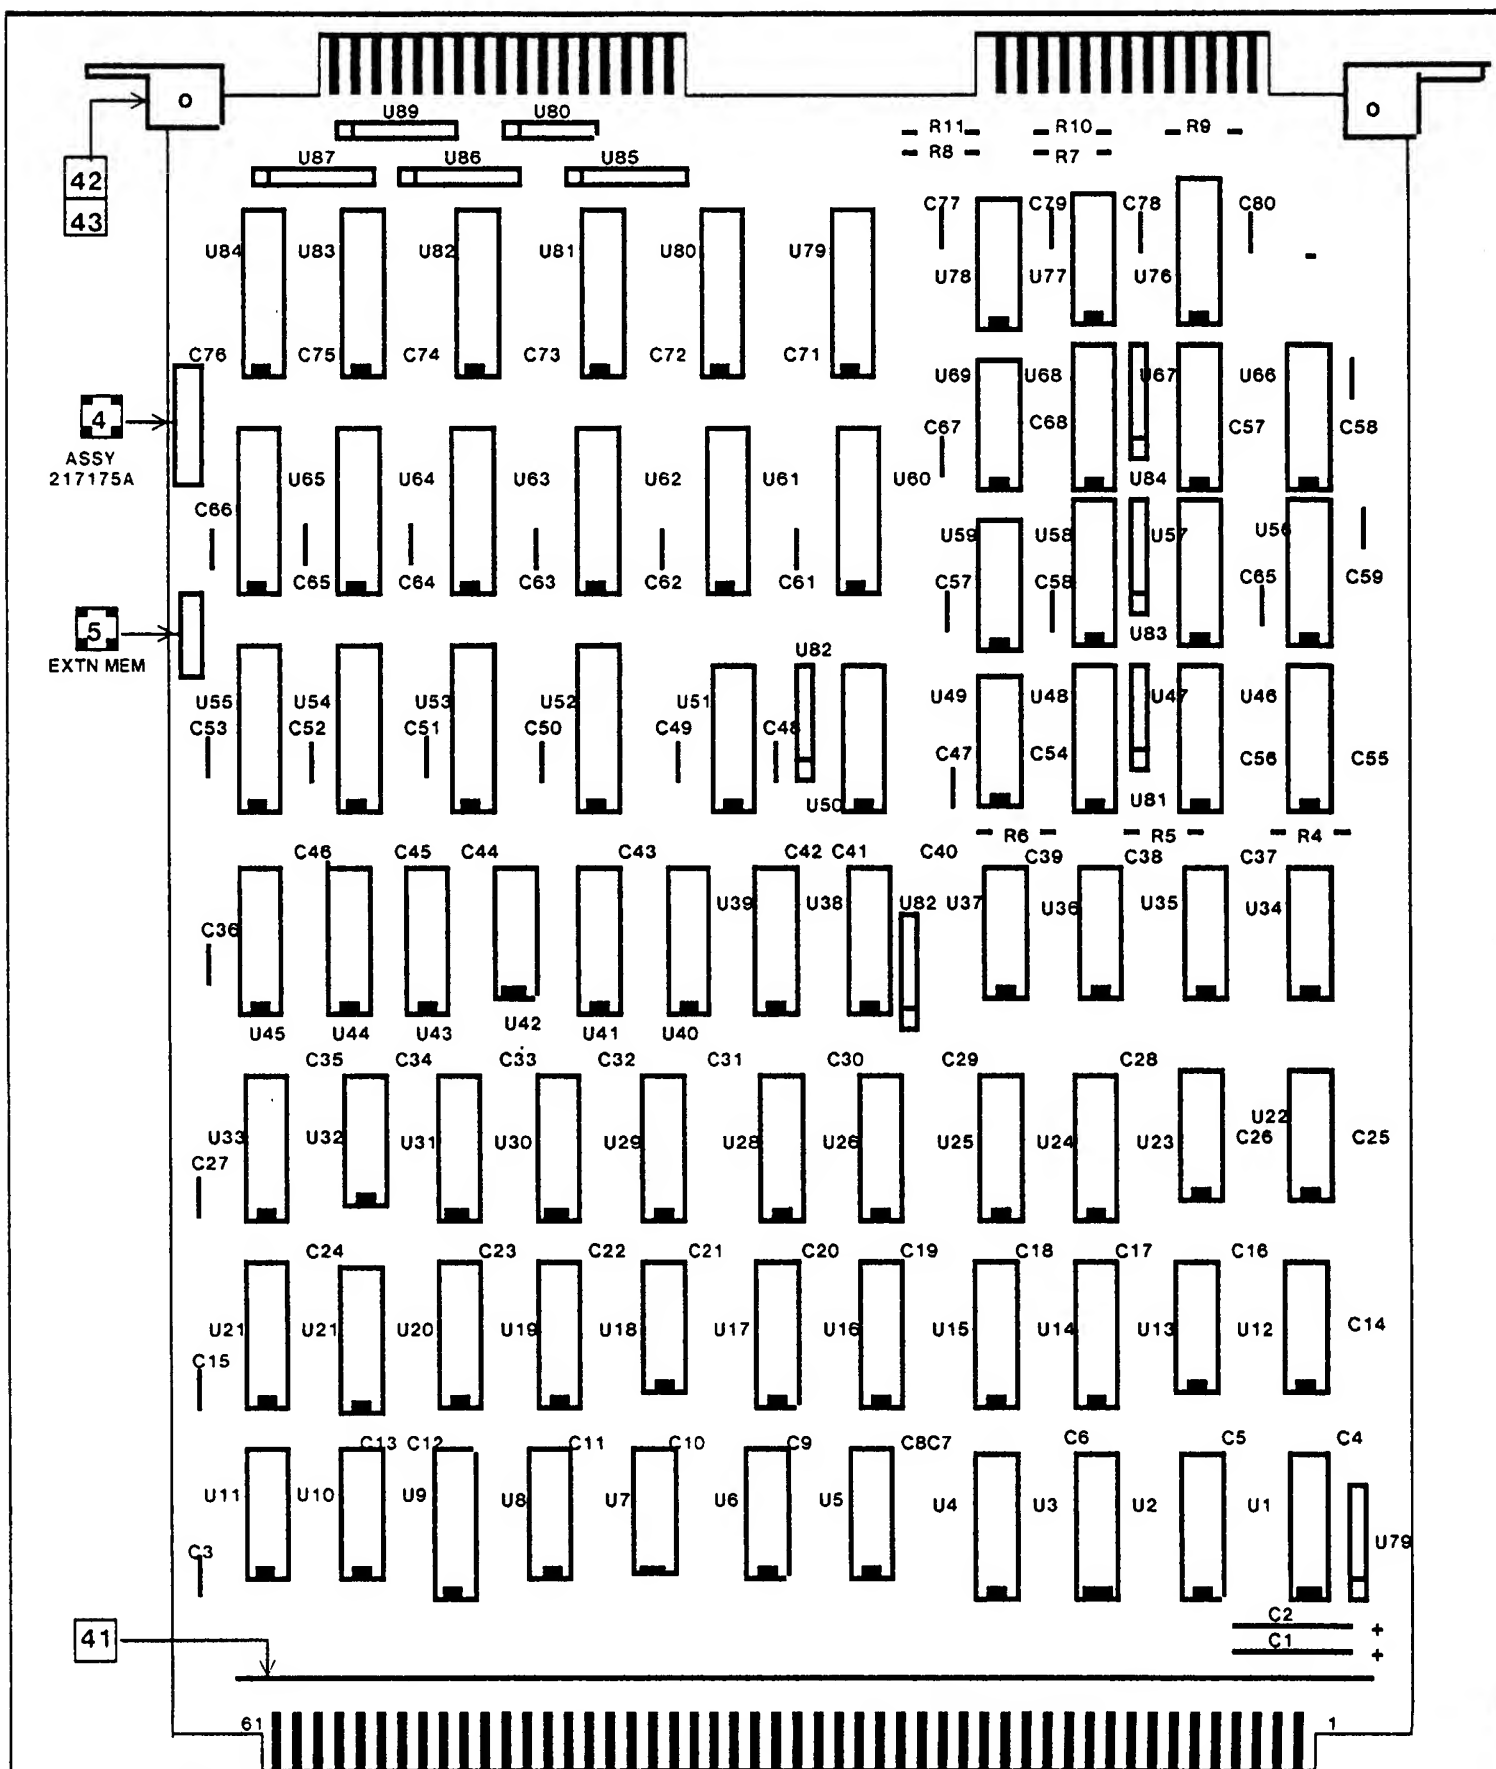 U89 U80
R11 R10 R9
R8 R7
U87 U86 U85
42
43
C77 C79 C78 C80
U84 U83 U82 U81 U80 U79
U78 U77 U76
C76 C75 C74 C73 C72 C71
U69 U68 U67 U66
4
C67 C68 C57 C58
ASSY
217175A
U65 U64 U63 U62 U61 U60
U84
C66
U59 U58 U57 U56
C65 C64 C63 C62 C61
C57 C58 C65 C59
5
U83
EXTN MEM
U82
U55 U54 U53 U52 U51
U49 U48 U47 U46
C53 C52 C51 C50 C49 C48
C47 C54 C56 C55
U50 U81
R6 R5 R4
C46 C45 C44 C43 C42 C41 C40 C39 C38 C37
U39 U38 U82 U37 U36 U35 U34
C36
U45 U44 U43 U42 U41 U40
C35 C34 C33 C32 C31 C30 C29 C28
U33 U32 U31 U30 U29 U28 U26 U25 U24 U23 C26 U22 C25
C27
C24 C23 C22 C21 C20 C19 C18 C17 C16
U21 U21 U20 U19 U18 U17 U16 U15 U14 U13 U12 C14
C15
C13 C12 C11 C10 C9 C8C7 C6 C5 C4
U11 U10 U9 U8 U7 U6 U5 U4 U3 U2 U1
U79
C3
C2 +
41
C1 +
61 1